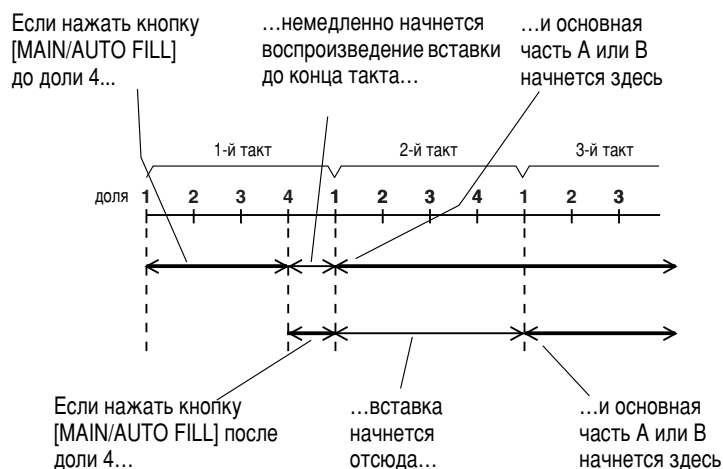 Если нажать кнопку
[MAIN/AUTO FILL]
до доли 4...
…немедленно начнется
воспроизведение вставки
до конца такта…
…и основная
часть А или В
начнется здесь
1-й такт 2-й такт 3-й такт
доля 1 2 3 4 1 2 3 4 1 2 3
Если нажать кнопку
[MAIN/AUTO FILL] после
доли 4…
…вставка
начнется
отсюда…
…и основная
часть А или В
начнется здесь